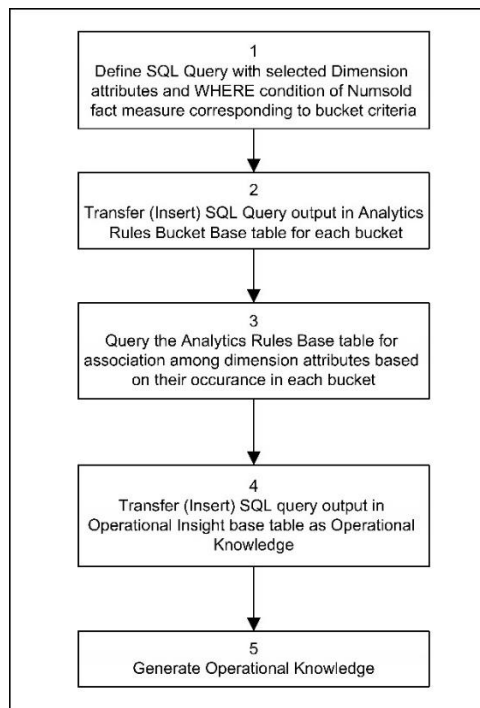 1
Define SQL Query with selected Dimension
attributes and WHERE condition of Numsold
fact measure corresponding to bucket criteria
2
Transfer (Insert) SQL Query output in Analytics
Rules Bucket Base table for each bucket
3
Query the Analytics Rules Base table for
association among dimension attributes based
on their occurance in each bucket
4
Transfer (Insert) SQL query output in
Operational Insight base table as Operational
Knowledge
5
Generate Operational Knowledge